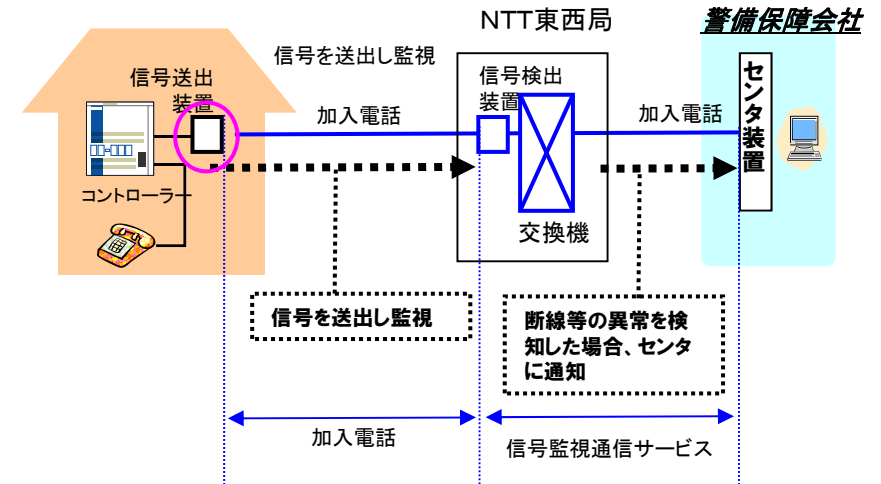 NTT東西局
警備保障会社
信号を送出し監視
信号送出
装置
信号検出
装置
加入電話
加入電話
センタ装置
コントローラー
交換機
信号を送出し監視
断線等の異常を検
知した場合、センタ
に通知
加入電話
信号監視通信サービス